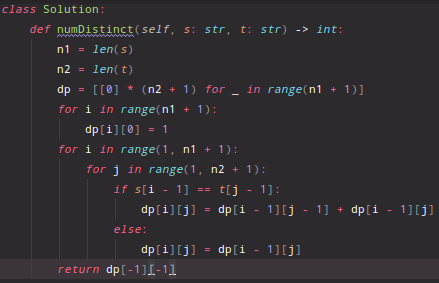 class Solution:
    def numDistinct(self, s: str, t: str) -> int:
        n1 = len(s)
        n2 = len(t)
        dp = [[0] * (n2 + 1) for _ in range(n1 + 1)]
        for i in range(n1 + 1):
            dp[i][0] = 1
        for i in range(1, n1 + 1):
            for j in range(1, n2 + 1):
                if s[i - 1] == t[j - 1]:
                    dp[i][j] = dp[i - 1][j - 1] + dp[i - 1][j]
                else:
                    dp[i][j] = dp[i - 1][j]
        return dp[-1][-1]